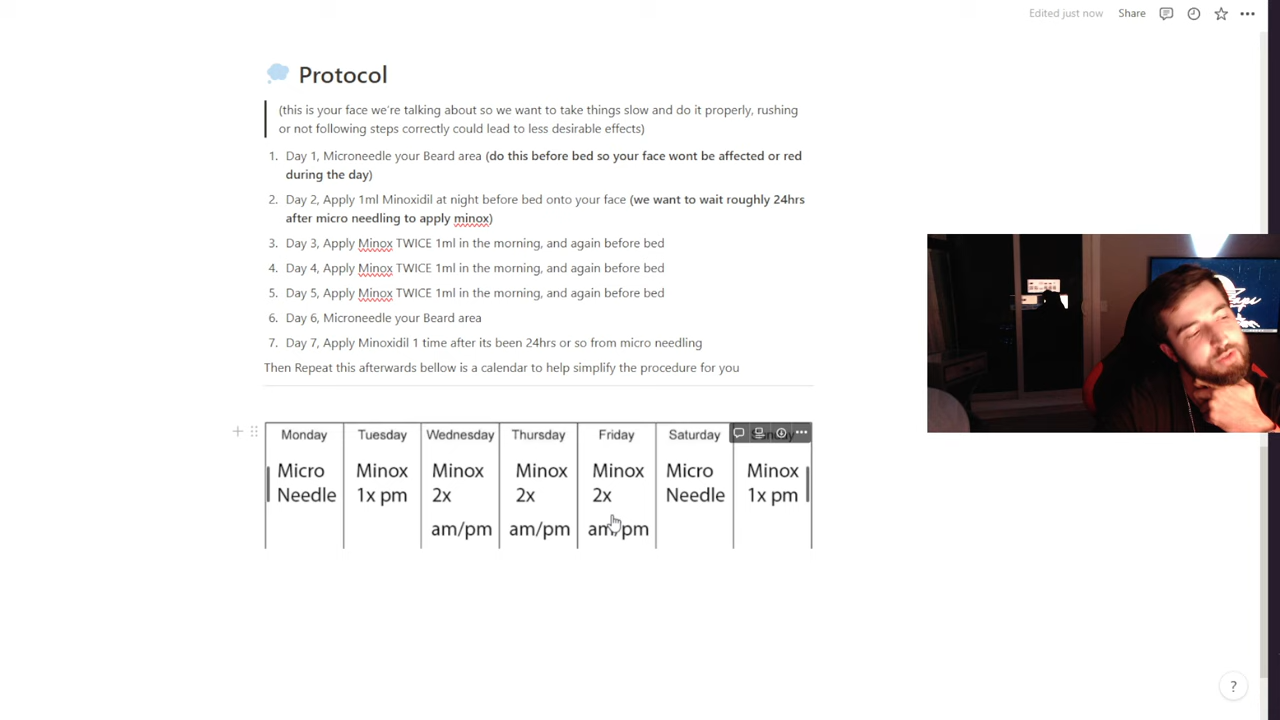 Edited just now Share
Protocol
(this is your face we're talking about so we want to take things slow and do it properly, rushing
or not following steps correctly could lead to less desirable effects)
1. Day 1, Microneedle your Beard area (do this before bed so your face wont be affected or red
during the day)
2. Day 2, Apply 1ml Minoxidil at night before bed onto your face (we want to wait roughly 24hrs
after micro needling to apply minox)
3. Day 3, Apply Minox TWICE 1ml in the morning, and again before bed
4. Day 4, Apply Minox TWICE 1ml in the morning, and again before bed
5. Day 5, Apply Minox TWICE 1ml in the morning, and again before bed
6. Day 6, Microneedle your Beard area
7. Day 7, Apply Minoxidil 1 time after its been 24hrs or so from micro needling
Then Repeat this afterwards bellow is a calendar to help simplify the procedure for you
Monday Tuesday Wednesday Thursday Friday Saturday
Micro Minox Minox Minox Minox Micro Minox
Needle 1x pm 2x 2x 2x Needle 1x pm
am/pm am/pm am/pm
?